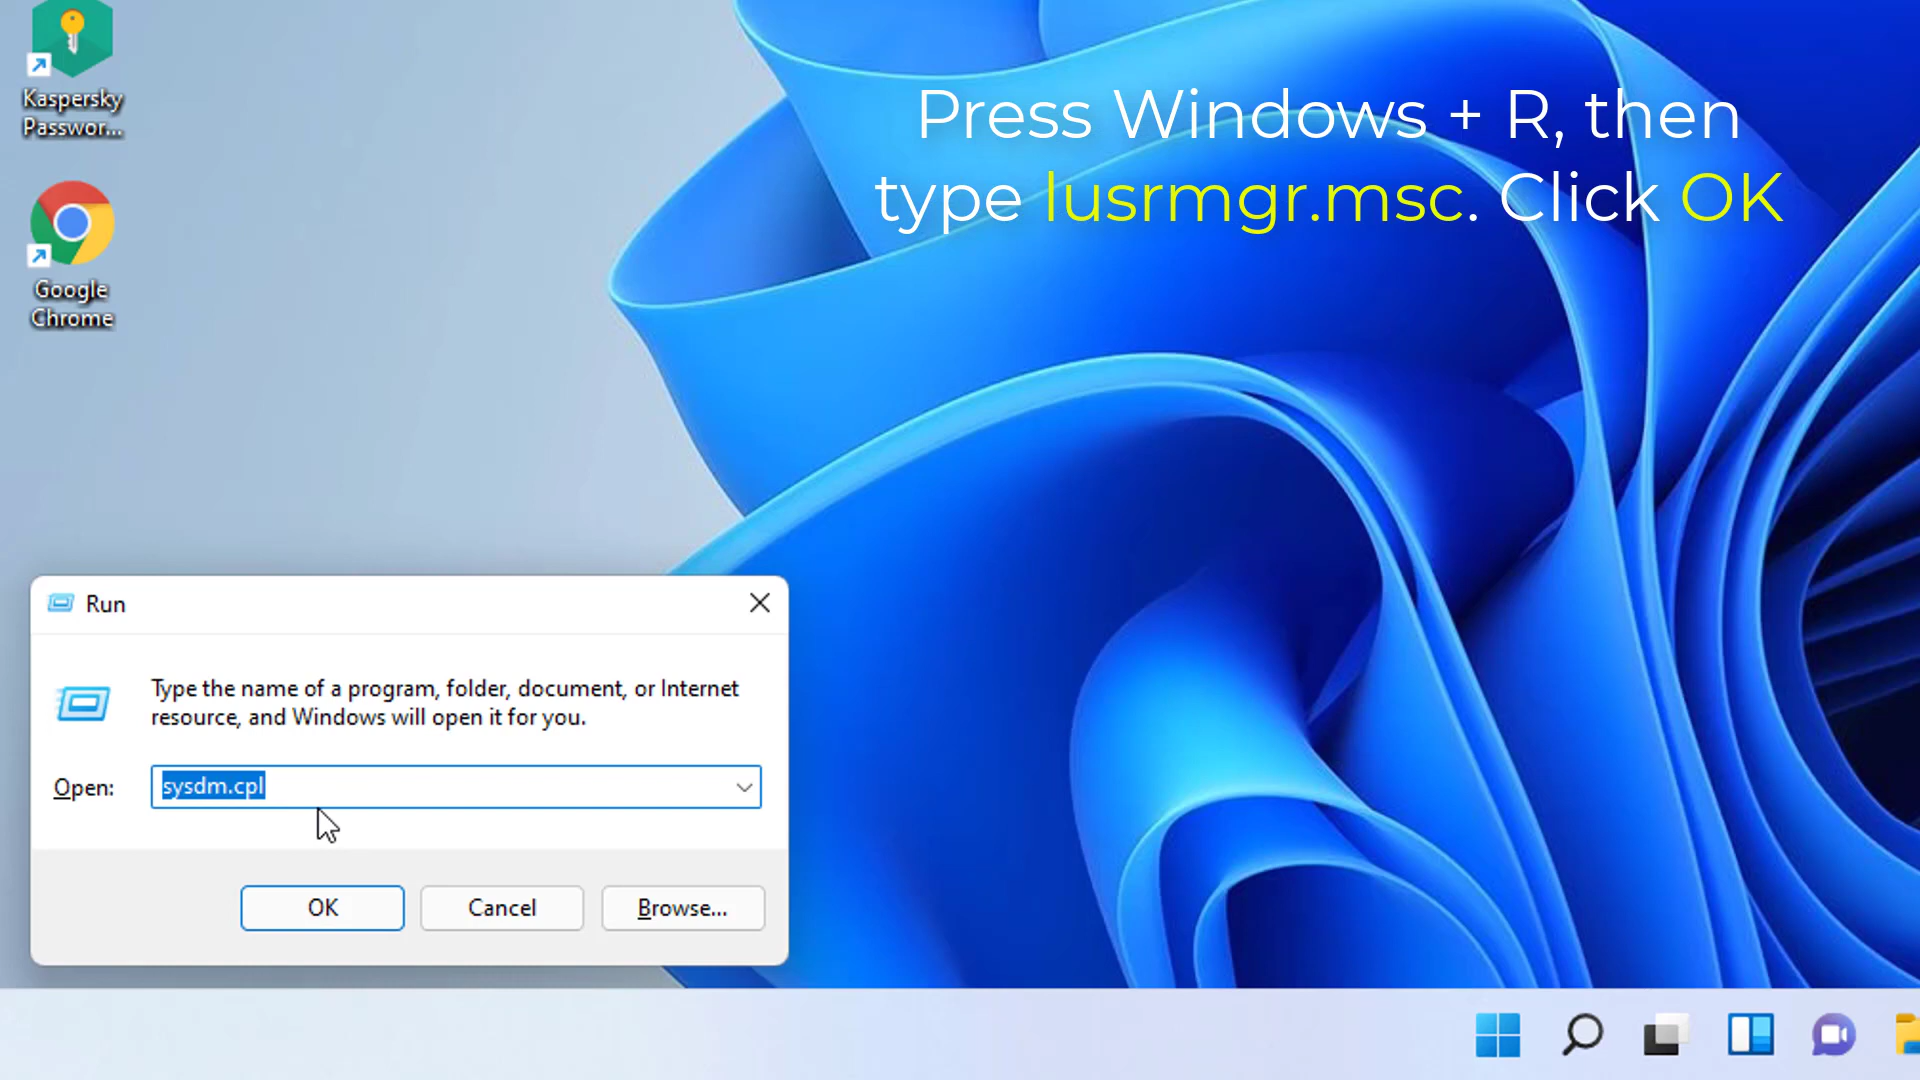 Kaspersky
Passwor...
Google
Chrome
Press Windows + R, then
type lusrmgr.msc. Click OK
Run
Type the name of a program, folder, document, or Internet
resource, and Windows will open it for you.
Open:
sysdm.cpl
OK
Cancel
Browse...